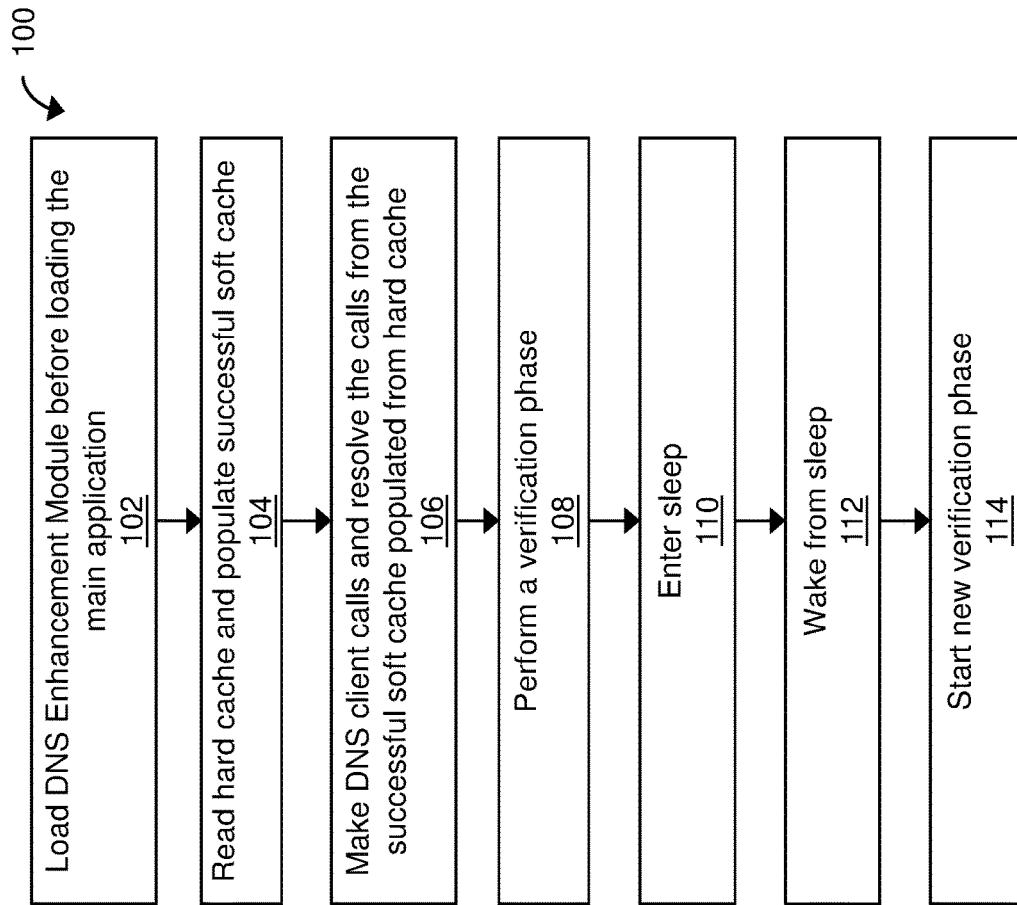 100
Load DNS Enhancement Module before loading the
main application
102
Read hard cache and populate successful soft cache
104
Make DNS client calls and resolve the calls from the
successful soft cache populated from hard cache
106
Perform a verification phase
108
Enter sleep
110
Wake from sleep
112
Start new verification phase
114